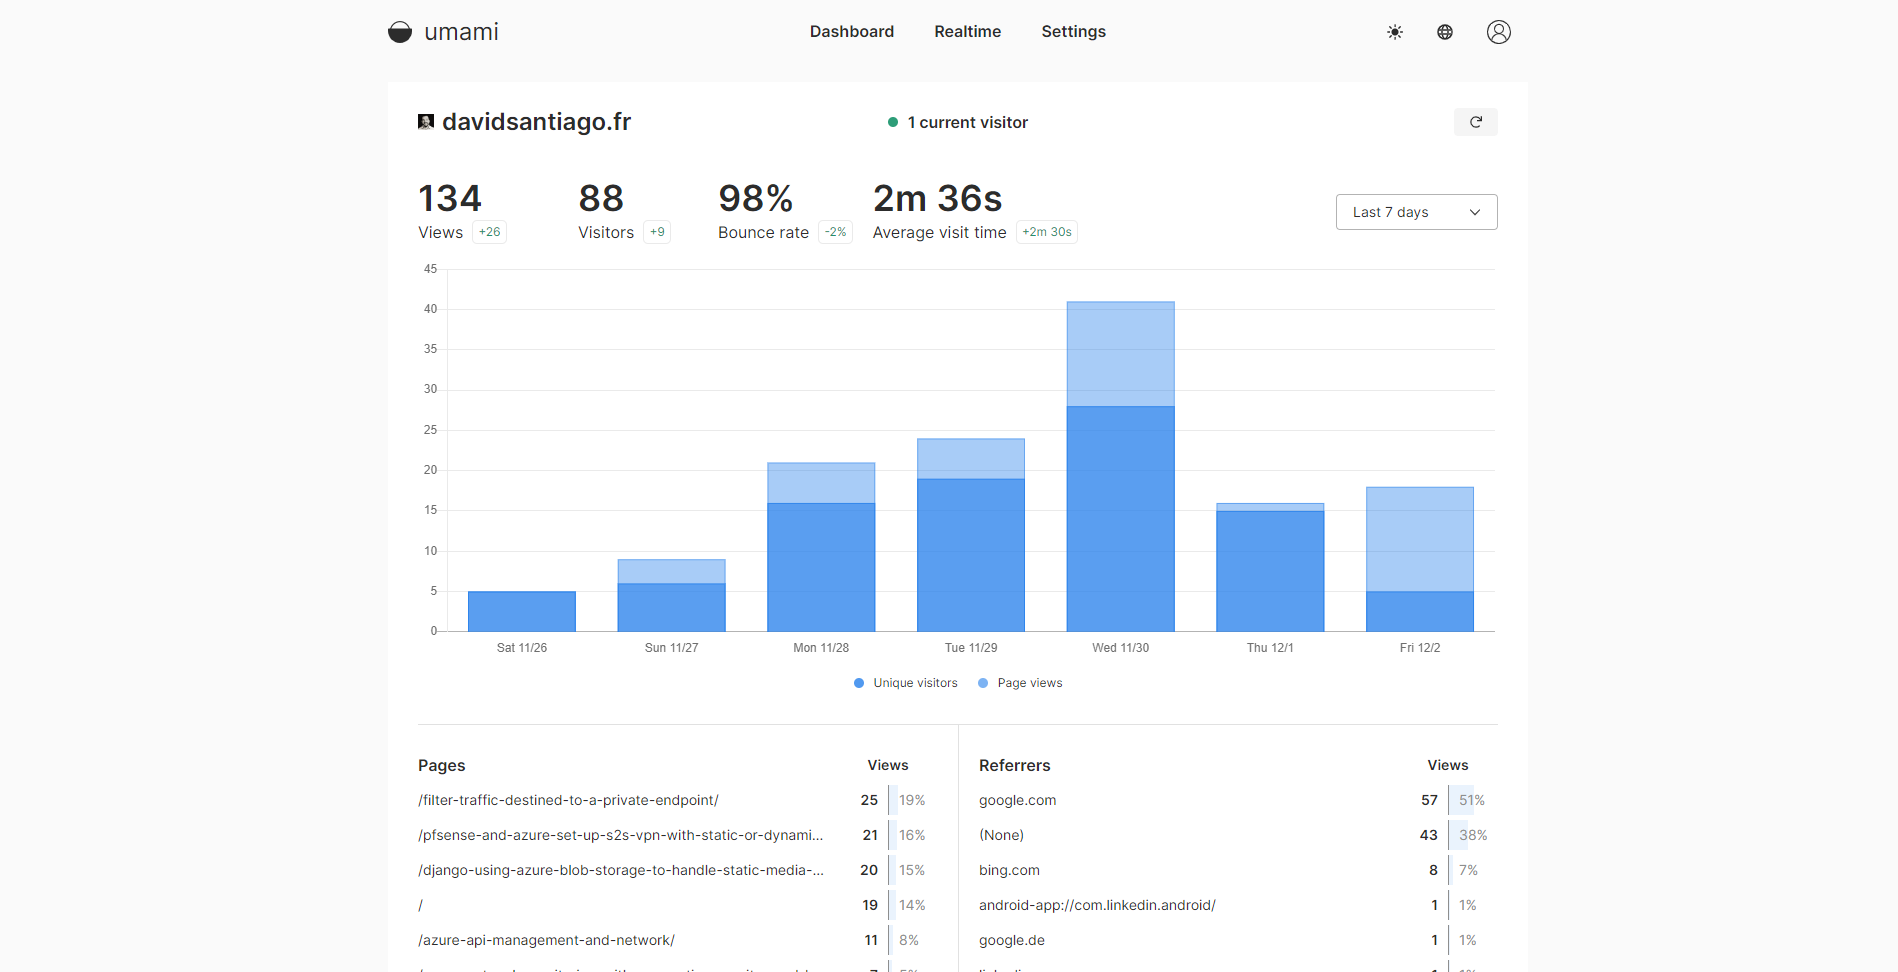 umami
Dashboard Realtime Settings
davidsantiago.fr
1 current visitor
134 88 98% 2m 36s
Views +26 Visitors +9 Bounce rate -2% Average visit time +2m 30s
Last 7 days
45
40
35
30
25
20
15
10
5
0
Sat 11/26 Sun 11/27 Mon 11/28 Tue 11/29 Wed 11/30 Thu 12/1 Fri 12/2
Unique visitors Page views
Pages Views
/filter-traffic-destined-to-a-private-endpoint/ 25 19%
/pfsense-and-azure-set-up-s2s-vpn-with-static-or-dynami... 21 16%
/django-using-azure-blob-storage-to-handle-static-media-... 20 15%
/ 19 14%
/azure-api-management-and-network/ 11 8%
Referrers Views
google.com 57 51%
(None) 43 38%
bing.com 8 7%
android-app://com.linkedin.android/ 1 1%
google.de 1 1%